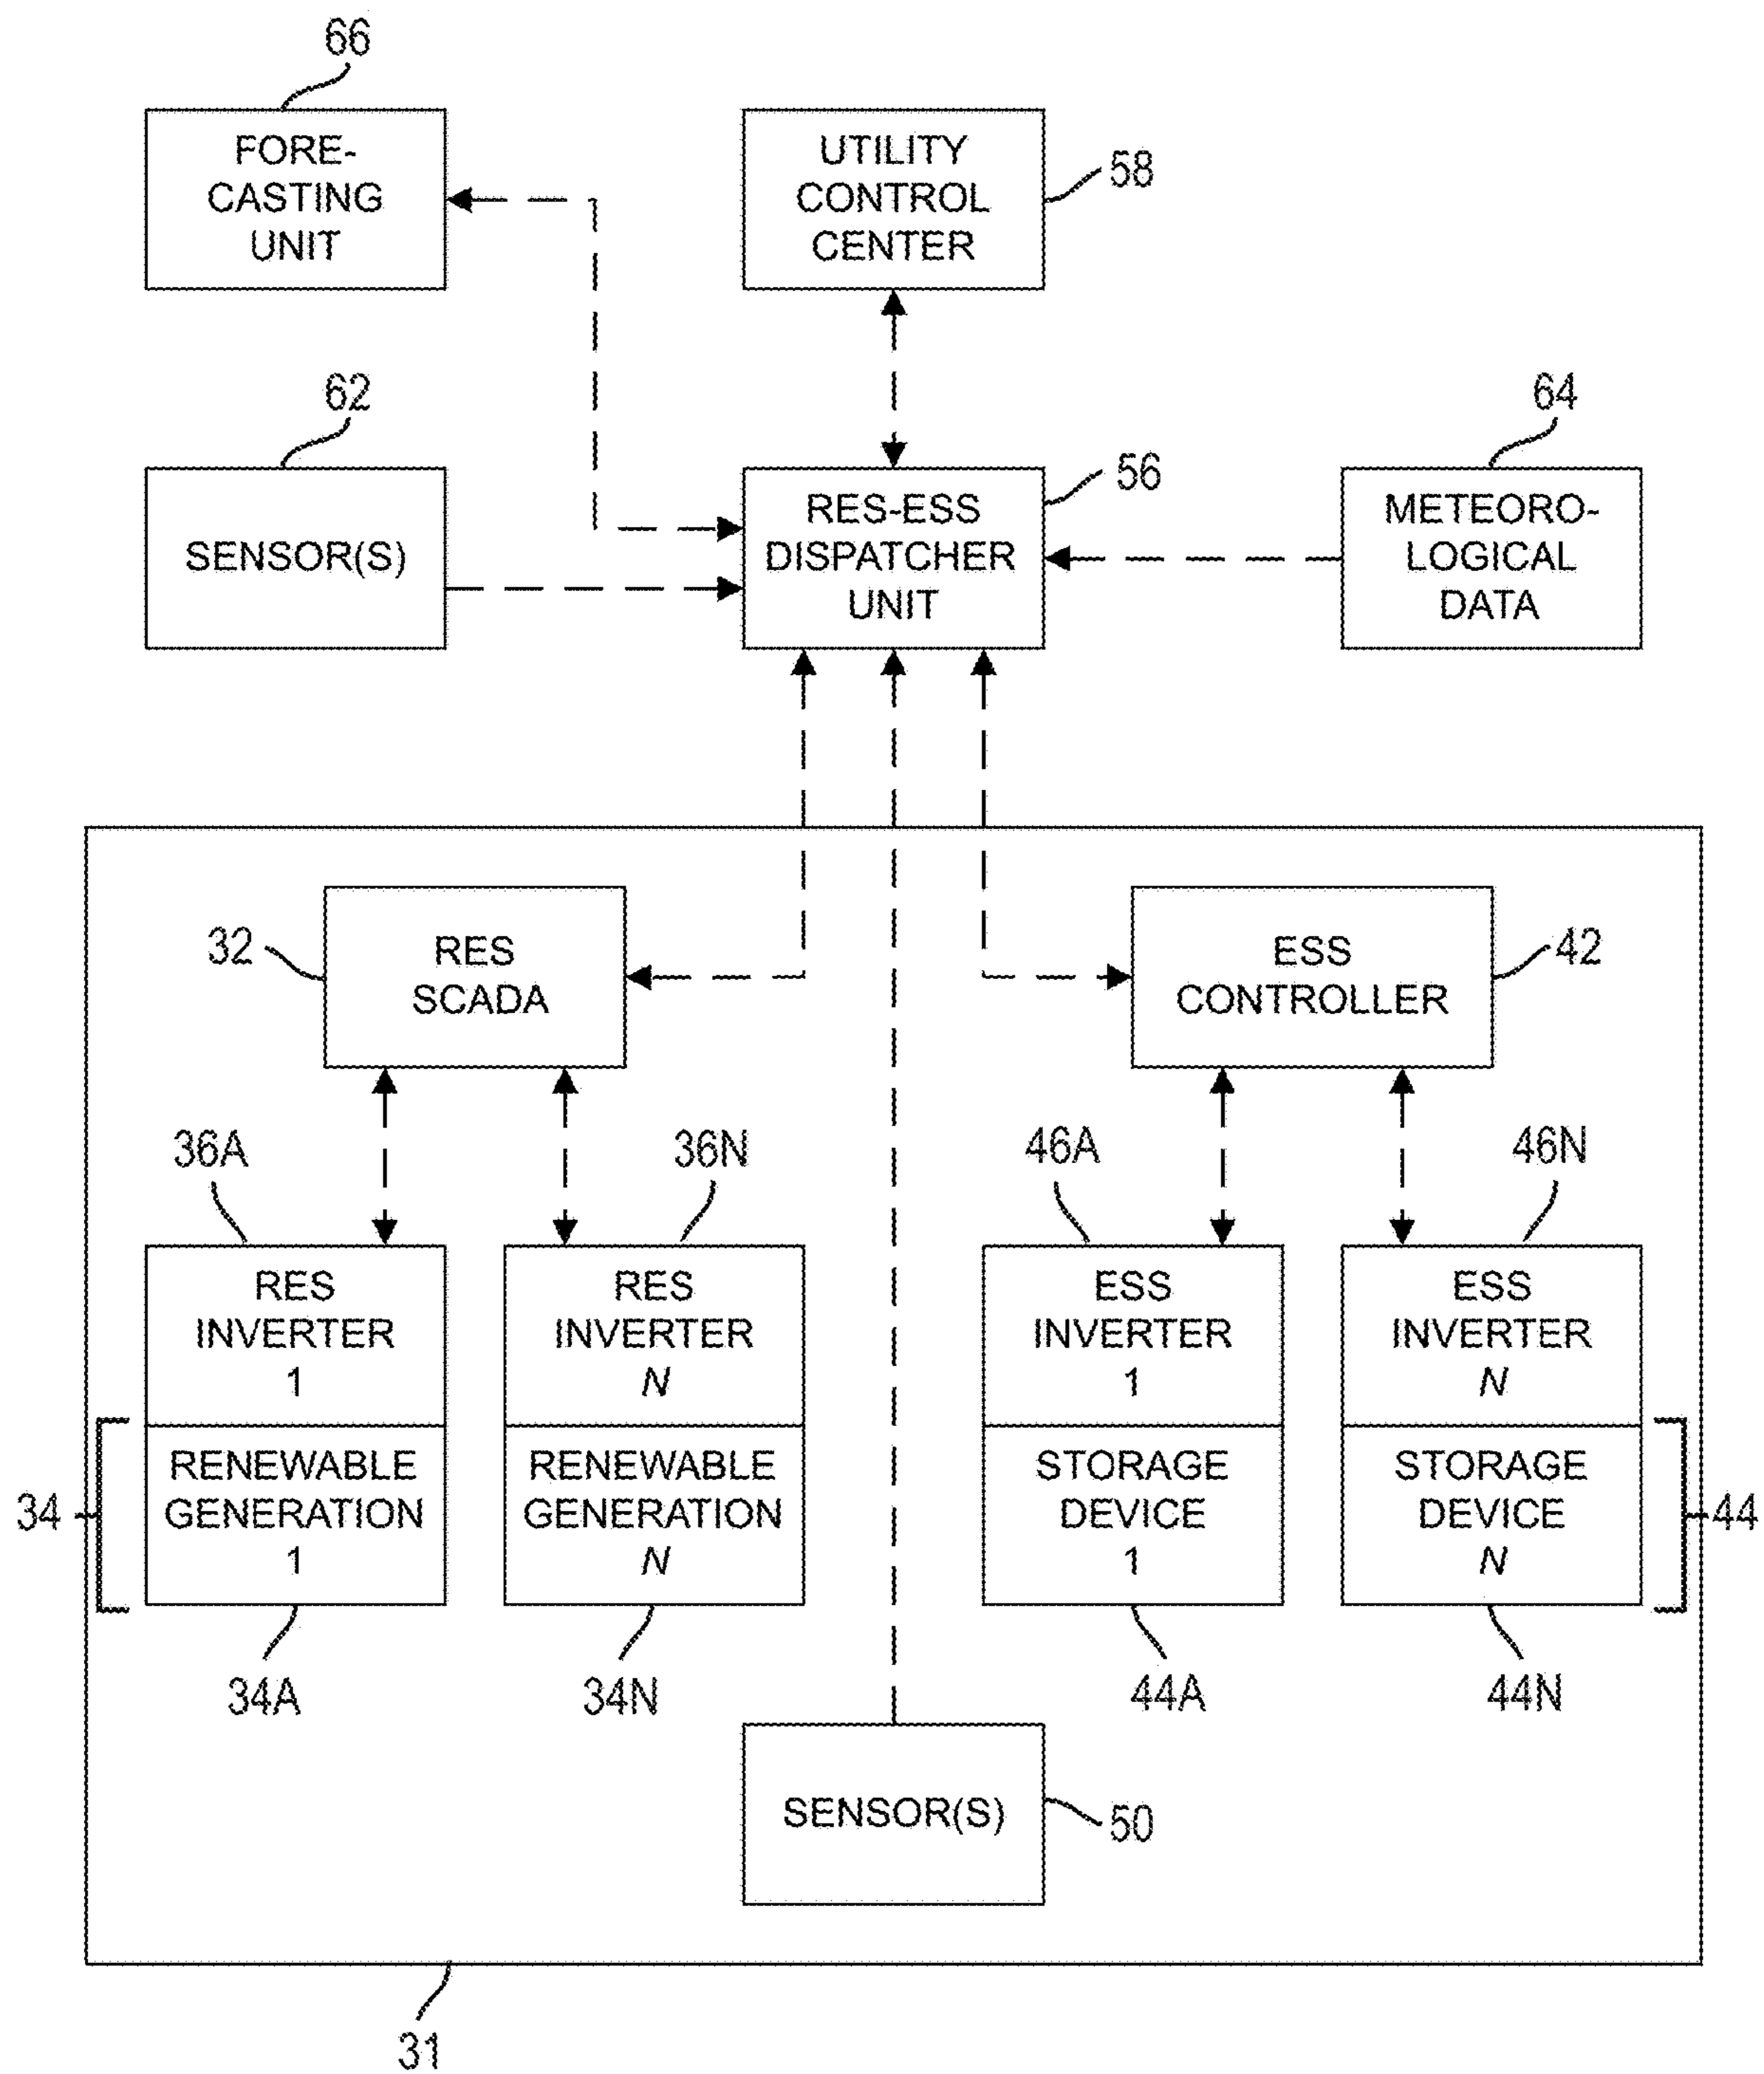 66
FORE-
CASTING
UNIT
UTILITY
CONTROL
CENTER
58
62
SENSOR(S)
RES-ESS
DISPATCHER
UNIT
56
64
METEORO-
LOGICAL
DATA
32
RES
SCADA
ESS
CONTROLLER
42
36A
RES
INVERTER
1
36N
RES
INVERTER
N
46A
ESS
INVERTER
1
46N
ESS
INVERTER
N
34
RENEWABLE
GENERATION
1
RENEWABLE
GENERATION
N
STORAGE
DEVICE
1
STORAGE
DEVICE
N
44
34A
34N
44A
44N
SENSOR(S)
50
31